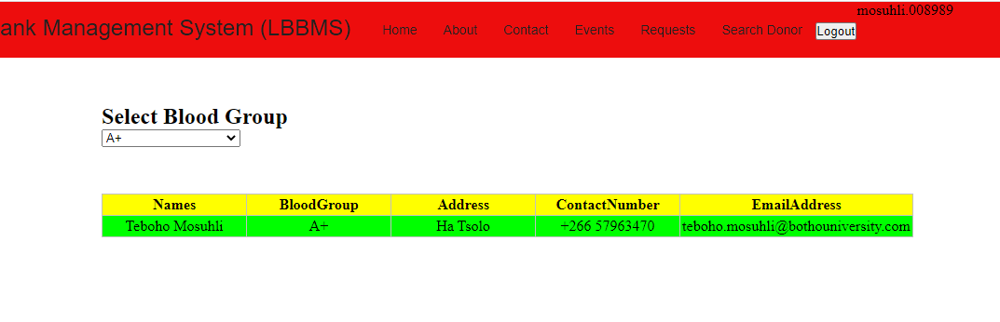 mosuhli.008989
ank Management System (LBBMS) Home About Contact Events Requests Search Donor Logout
Select Blood Group
A+
Names BloodGroup Address ContactNumber EmailAddress
Teboho Mosuhli A+ Ha Tsolo +266 57963470 teboho.mosuhli@bothouniversity.com